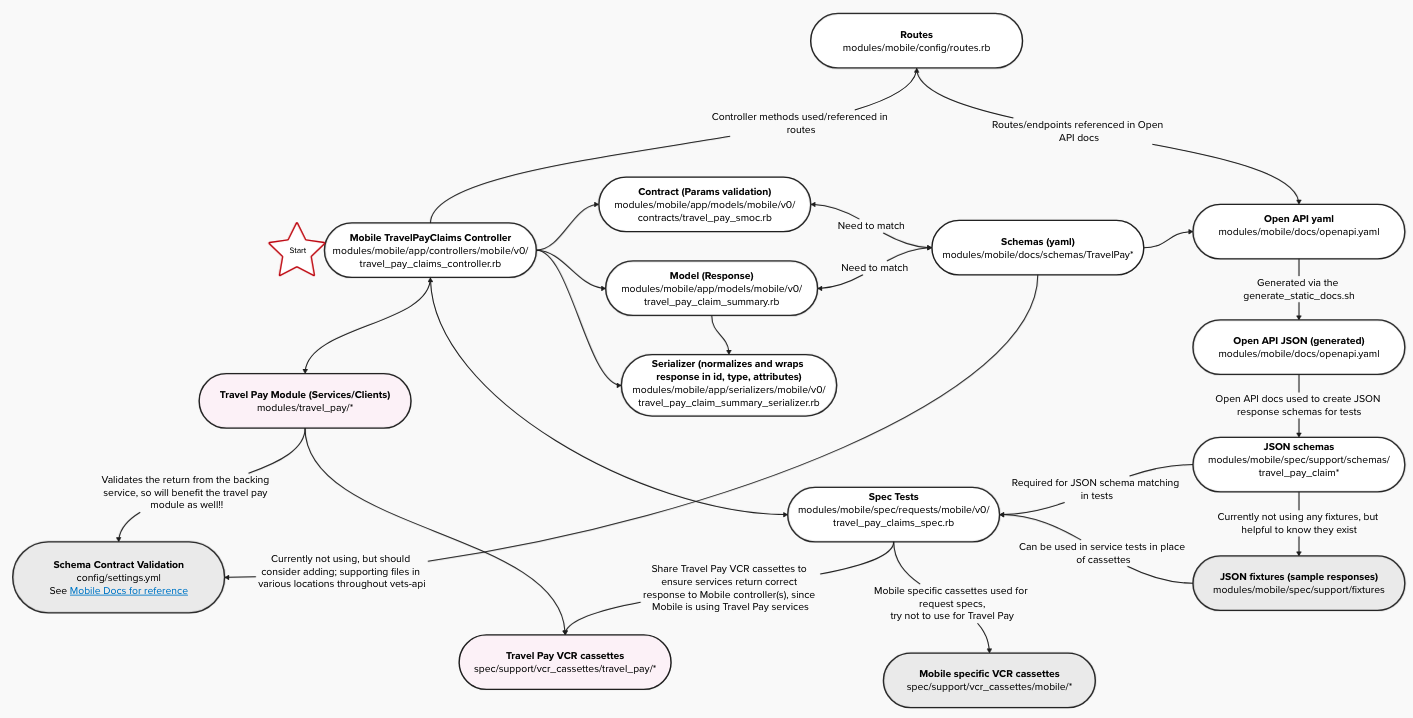 Routes
modules/mobile/config/routes.rb
Controller methods used/referenced in
routes
Routes/endpoints referenced in Open
API docs
Contract (Params validation)
modules/mobile/app/models/mobile/v0/
contracts/travel_pay_smoc.rb
Start
Mobile TravelPayClaims Controller
modules/mobile/app/controllers/mobile/v0/
travel_pay_claims_controller.rb
Need to match
Schemas (yaml)
modules/mobile/docs/schemas/TravelPay*
Open API yaml
modules/mobile/docs/openapi.yaml
Need to match
Model (Response)
modules/mobile/app/models/mobile/v0/
travel_pay_claim_summary.rb
Generated via the
generate_static_docs.sh
Serializer (normalizes and wraps
response in id, type, attributes)
modules/mobile/app/serializers/mobile/v0/
travel_pay_claim_summary_serializer.rb
Open API JSON (generated)
modules/mobile/docs/openapi.yaml
Travel Pay Module (Services/Clients)
modules/travel_pay/*
Open API docs used to create JSON
response schemas for tests
JSON schemas
modules/mobile/spec/support/schemas/
travel_pay_claim*
Validates the return from the backing
service, so will benefit the travel pay
module as well!!
Required for JSON schema matching
in tests
Spec Tests
modules/mobile/spec/requests/mobile/v0/
travel_pay_claims_spec.rb
Currently not using any fixtures, but
helpful to know they exist
Can be used in service tests in place
of cassettes
Schema Contract Validation
config/settings.yml
See Mobile Docs for reference
Currently not using, but should
consider adding; supporting files in
various locations throughout vets-api
Share Travel Pay VCR cassettes to
ensure services return correct
response to Mobile controller(s), since
Mobile is using Travel Pay services
Mobile specific cassettes used for
request specs,
try not to use for Travel Pay
JSON fixtures (sample responses)
modules/mobile/spec/support/fixtures
Travel Pay VCR cassettes
spec/support/vcr_cassettes/travel_pay/*
Mobile specific VCR cassettes
spec/support/vcr_cassettes/mobile/*